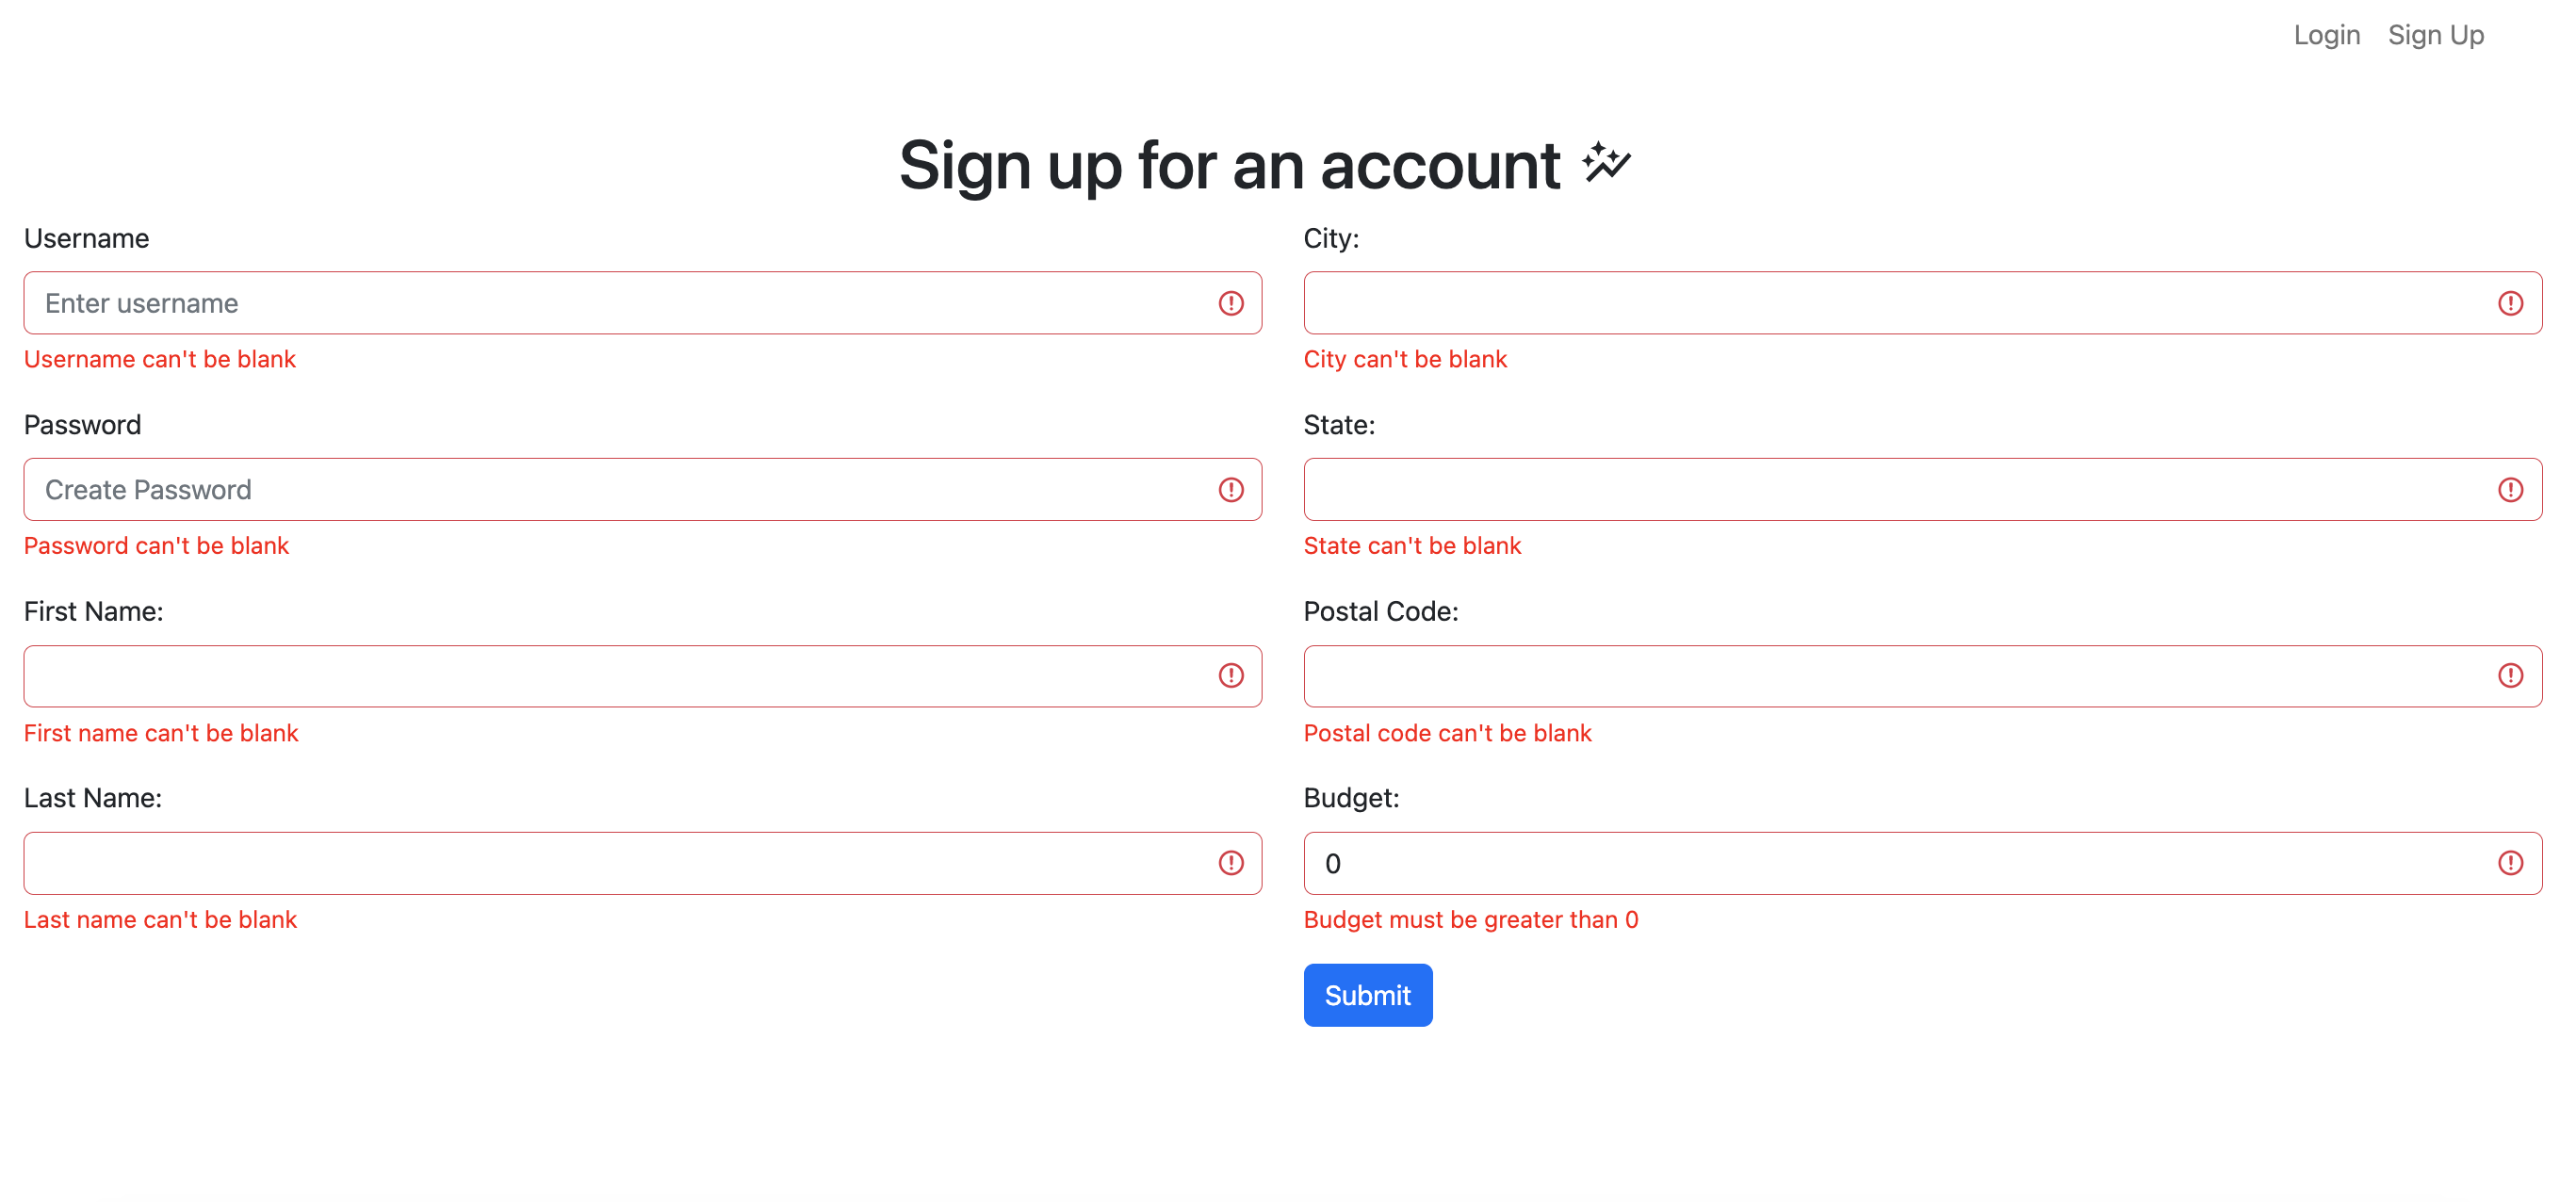 Login Sign Up
Sign up for an account
Username
Enter username
Username can't be blank
Password
Create Password
Password can't be blank
First Name:
First name can't be blank
Last Name:
Last name can't be blank
City:
City can't be blank
State:
State can't be blank
Postal Code:
Postal code can't be blank
Budget:
0
Budget must be greater than 0
Submit